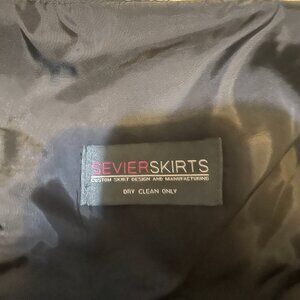 SEVIERSKIRTS
CUSTOM SKIRT DESIGN AND MANUFACTURING
DRY CLEAN ONLY